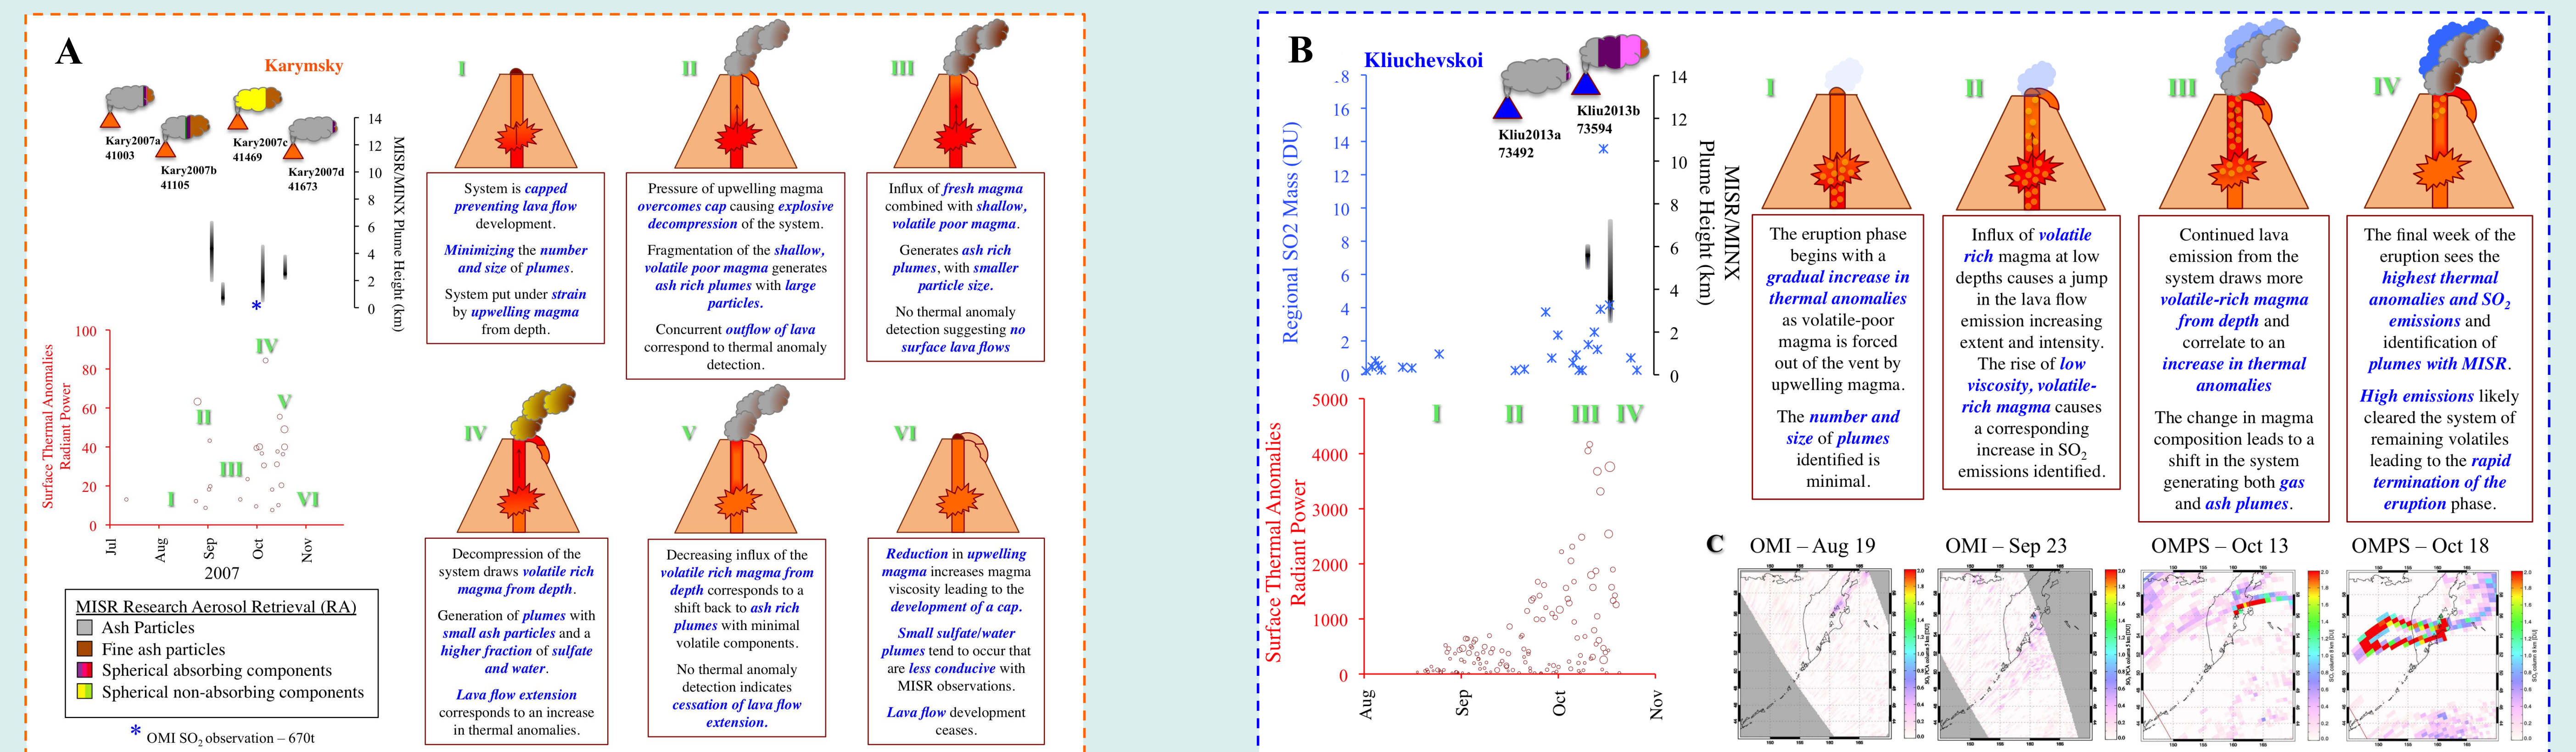 A
Karymsky
Kary2007a
41003
Kary2007b
41105
Kary2007c
41469
Kary2007d
41673
14
12
10
8
6
4
2
0
MISR/MINX Plume Height (km)
*
100
80
60
40
20
0
Surface Thermal Anomalies
Radiant Power
I
II
III
IV
V
VI
Jul
Aug
Sep
Oct
Nov
2007
MISR Research Aerosol Retrieval (RA)
Ash Particles
Fine ash particles
Spherical absorbing components
Spherical non-absorbing components
* OMI SO2 observation – 670t
I
System is capped
preventing lava flow
development.
Minimizing the number
and size of plumes.
System put under strain
by upwelling magma
from depth.
II
Pressure of upwelling magma
overcomes cap causing explosive
decompression of the system.
Fragmentation of the shallow,
volatile poor magma generates
ash rich plumes with large
particles.
Concurrent outflow of lava
correspond to thermal anomaly
detection.
III
Influx of fresh magma
combined with shallow,
volatile poor magma.
Generates ash rich
plumes, with smaller
particle size.
No thermal anomaly
detection suggesting no
surface lava flows
IV
Decompression of the
system draws volatile rich
magma from depth.
Generation of plumes with
small ash particles and a
higher fraction of sulfate
and water.
Lava flow extension
corresponds to an increase
in thermal anomalies.
V
Decreasing influx of the
volatile rich magma from
depth corresponds to a
shift back to ash rich
plumes with minimal
volatile components.
No thermal anomaly
detection indicates
cessation of lava flow
extension.
VI
Reduction in upwelling
magma increases magma
viscosity leading to the
development of a cap.
Small sulfate/water
plumes tend to occur that
are less conducive with
MISR observations.
Lava flow development
ceases.
B
Kliuchevskoi
Kliu2013a
73492
Kliu2013b
73594
.8
16
14
12
10
8
6
4
2
0
Regional SO2 Mass (DU)
14
12
10
8
6
4
2
0
MISR/MINX
Plume Height (km)
5000
4000
3000
2000
1000
0
Surface Thermal Anomalies
Radiant Power
I
II
III
IV
Aug
Sep
Oct
Nov
I
The eruption phase
begins with a
gradual increase in
thermal anomalies
as volatile-poor
magma is forced
out of the vent by
upwelling magma.
The number and
size of plumes
identified is
minimal.
II
Influx of volatile
rich magma at low
depths causes a jump
in the lava flow
emission increasing
extent and intensity.
The rise of low
viscosity, volatile-
rich magma causes
a corresponding
increase in SO2
emissions identified.
III
Continued lava
emission from the
system draws more
volatile-rich magma
from depth and
correlate to an
increase in thermal
anomalies
The change in magma
composition leads to a
shift in the system
generating both gas
and ash plumes.
IV
The final week of the
eruption sees the
highest thermal
anomalies and SO2
emissions and
identification of
plumes with MISR.
High emissions likely
cleared the system of
remaining volatiles
leading to the rapid
termination of the
eruption phase.
C
OMI – Aug 19
OMI – Sep 23
OMPS – Oct 13
OMPS – Oct 18